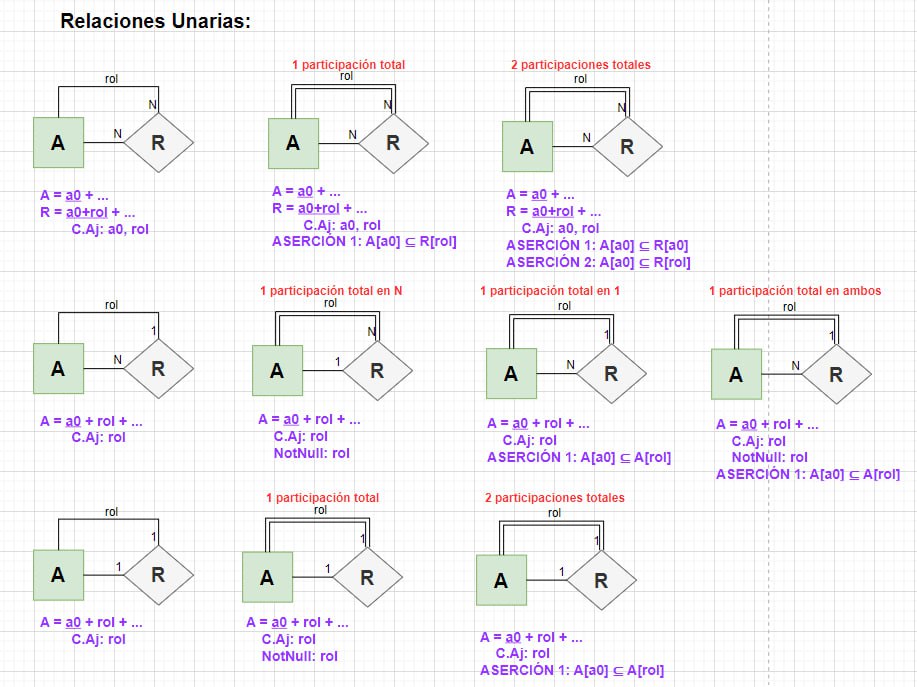 Relaciones Unarias:
rol
N
N
A
R
A = a0 + ...
R = a0+rol + ...
C.Aj: a0, rol
1 participación total
rol
N
N
A
R
A = a0 + ...
R = a0+rol + ...
C.Aj: a0, rol
ASERCIÓN 1: A[a0] ⊆ R[rol]
2 participaciones totales
rol
N
N
A
R
A = a0 + ...
R = a0+rol + ...
C.Aj: a0, rol
ASERCIÓN 1: A[a0] ⊆ R[a0]
ASERCIÓN 2: A[a0] ⊆ R[rol]
rol
1
N
A
R
A = a0 + rol + ...
C.Aj: rol
1 participación total en N
rol
N
1
A
R
A = a0 + rol + ...
C.Aj: rol
NotNull: rol
1 participación total en 1
rol
1
N
A
R
A = a0 + rol + ...
C.Aj: rol
ASERCIÓN 1: A[a0] ⊆ A[rol]
1 participación total en ambos
rol
1
N
A
R
A = a0 + rol + ...
C.Aj: rol
NotNull: rol
ASERCIÓN 1: A[a0] ⊆ A[rol]
rol
1
1
A
R
A = a0 + rol + ...
C.Aj: rol
1 participación total
rol
1
1
A
R
A = a0 + rol + ...
C.Aj: rol
NotNull: rol
2 participaciones totales
rol
1
1
A
R
A = a0 + rol + ...
C.Aj: rol
ASERCIÓN 1: A[a0] ⊆ A[rol]